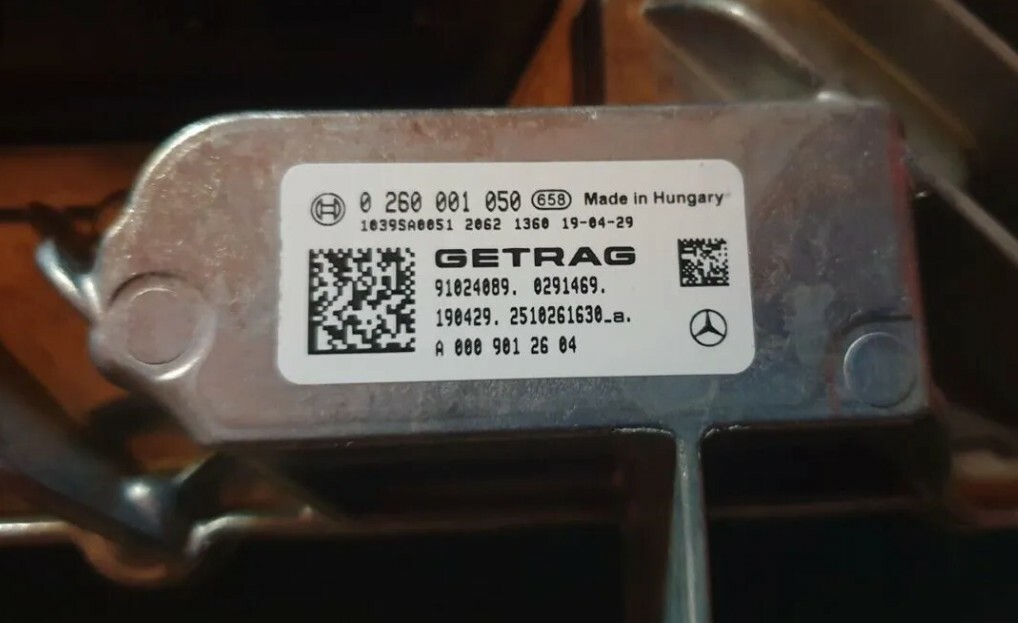 0 260 001 050 658 Made in Hungary
1039SA0051 2062 1360 19-04-29
GETRAG
91024089. 0291469.
190429. 2510261630_a.
A 000 901 26 04